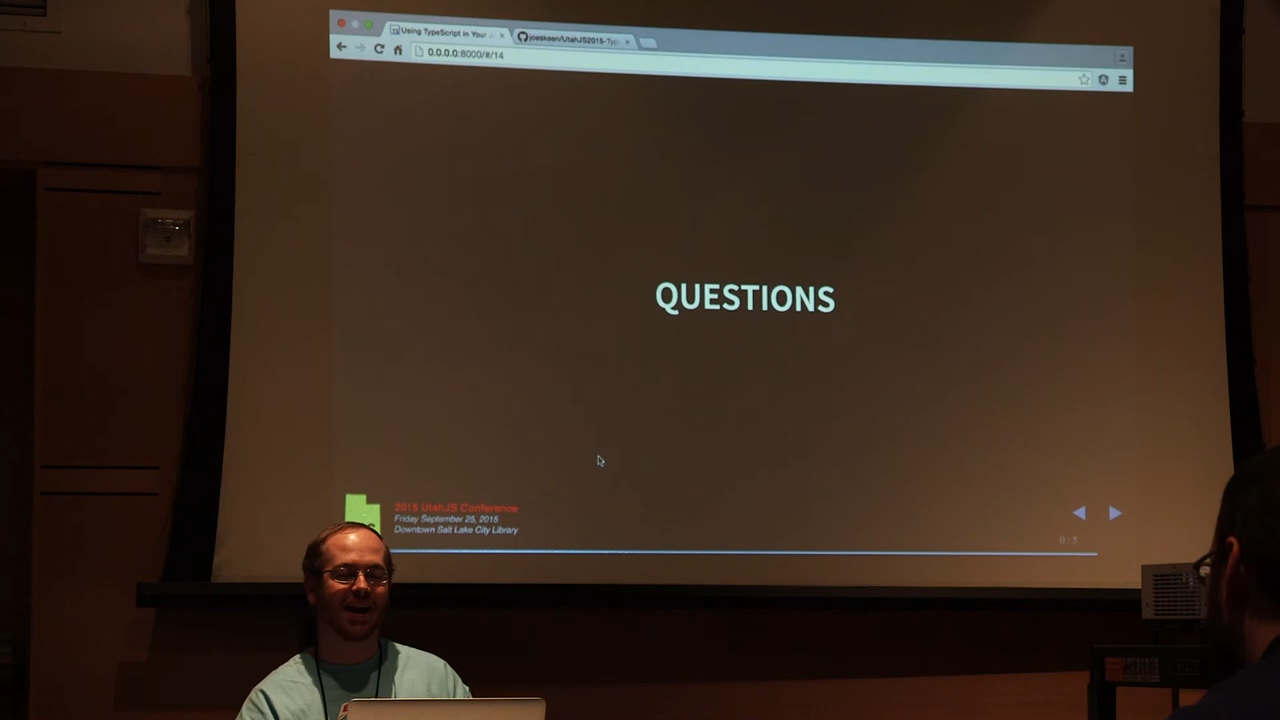 Using TypeScript in Your
joeskeen/UtahJS2015-Typ
0.0.0.0:8000/#/14
QUESTIONS
2015 UtahJS Conference
Friday September 25, 2015
Downtown Salt Lake City Library